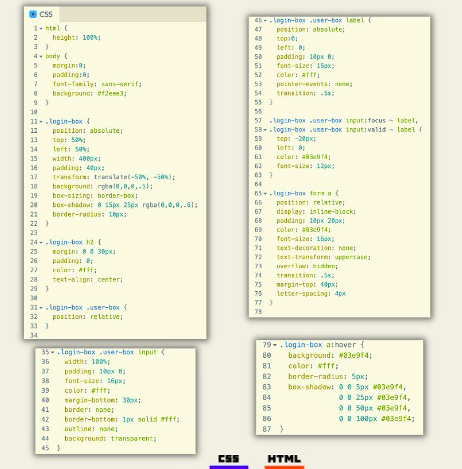 CSS
1 html {
2 height: 100%;
3 }
4 body {
5 margin:0;
6 padding:0;
7 font-family: sans-serif;
8 background: #f2eee3;
9 }
10
11 .login-box {
12 position: absolute;
13 top: 50%;
14 left: 50%;
15 width: 400px;
16 padding: 40px;
17 transform: translate(-50%, -50%);
18 background: rgba(0,0,0,.5);
19 box-sizing: border-box;
20 box-shadow: 0 15px 25px rgba(0,0,0,.6);
21 border-radius: 10px;
22 }
23
24 .login-box h2 {
25 margin: 0 0 30px;
26 padding: 0;
27 color: #fff;
28 text-align: center;
29 }
30
31 .login-box .user-box {
32 position: relative;
33 }
34
35 .login-box .user-box input {
36 width: 100%;
37 padding: 10px 0;
38 font-size: 16px;
39 color: #fff;
40 margin-bottom: 30px;
41 border: none;
42 border-bottom: 1px solid #fff;
43 outline: none;
44 background: transparent;
45 }
46 .login-box .user-box label {
47 position: absolute;
48 top:0;
49 left: 0;
50 padding: 10px 0;
51 font-size: 16px;
52 color: #fff;
53 pointer-events: none;
54 transition: .5s;
55 }
56
57 .login-box .user-box input:focus ~ label,
58 .login-box .user-box input:valid ~ label {
59 top: -20px;
60 left: 0;
61 color: #03e9f4;
62 font-size: 12px;
63 }
64
65 .login-box form a {
66 position: relative;
67 display: inline-block;
68 padding: 10px 20px;
69 color: #03e9f4;
70 font-size: 16px;
71 text-decoration: none;
72 text-transform: uppercase;
73 overflow: hidden;
74 transition: .5s;
75 margin-top: 40px;
76 letter-spacing: 4px
77 }
78
79 .login-box a:hover {
80 background: #03e9f4;
81 color: #fff;
82 border-radius: 5px;
83 box-shadow: 0 0 5px #03e9f4,
84 0 0 25px #03e9f4,
85 0 0 50px #03e9f4,
86 0 0 100px #03e9f4;
87 }
CSS HTML